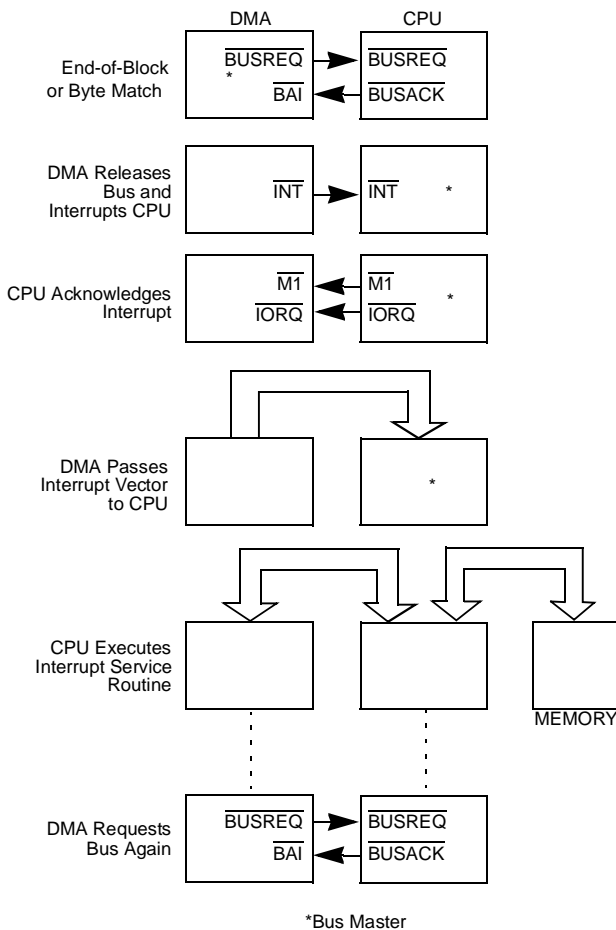 DMA CPU
End-of-Block
or Byte Match
BUSREQ BUSREQ
*
BAI BUSACK
DMA Releases
Bus and
Interrupts CPU
INT INT *
CPU Acknowledges
Interrupt
M1 M1
*
IORQ IORQ
DMA Passes
Interrupt Vector
to CPU
*
CPU Executes
Interrupt Service
Routine
MEMORY
DMA Requests
Bus Again
BUSREQ BUSREQ
BAI BUSACK
*Bus Master